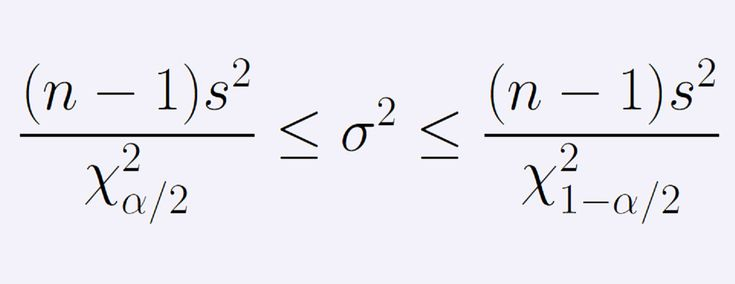 (n − 1)s² / χ²_{α/2} ≤ σ² ≤ (n − 1)s² / χ²_{1−α/2}